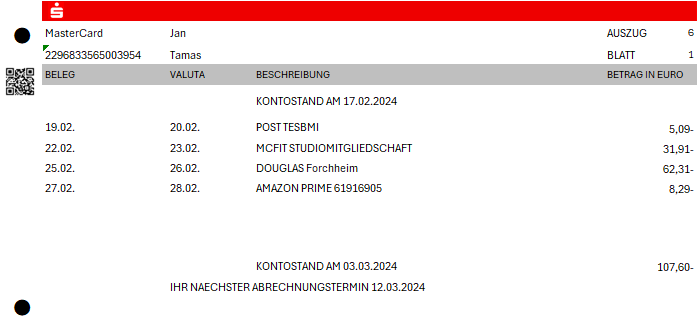 MasterCard Jan AUSZUG 6
2296833565003954 Tamas BLATT 1
BELEG VALUTA BESCHREIBUNG BETRAG IN EURO
KONTOSTAND AM 17.02.2024
19.02. 20.02. POST TESBMI 5,09-
22.02. 23.02. MCFIT STUDIOMITGLIEDSCHAFT 31,91-
25.02. 26.02. DOUGLAS Forchheim 62,31-
27.02. 28.02. AMAZON PRIME 61916905 8,29-
KONTOSTAND AM 03.03.2024 107,60-
IHR NAECHSTER ABRECHNUNGSTERMIN 12.03.2024